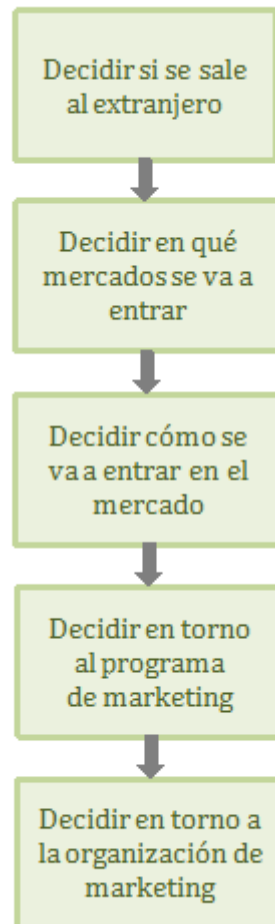 Decidir si se sale
al extranjero
Decidir en qué
mercados se va a
entrar
Decidir cómo se
va a entrar en el
mercado
Decidir en torno
al programa
de marketing
Decidir en torno a
la organización de
marketing